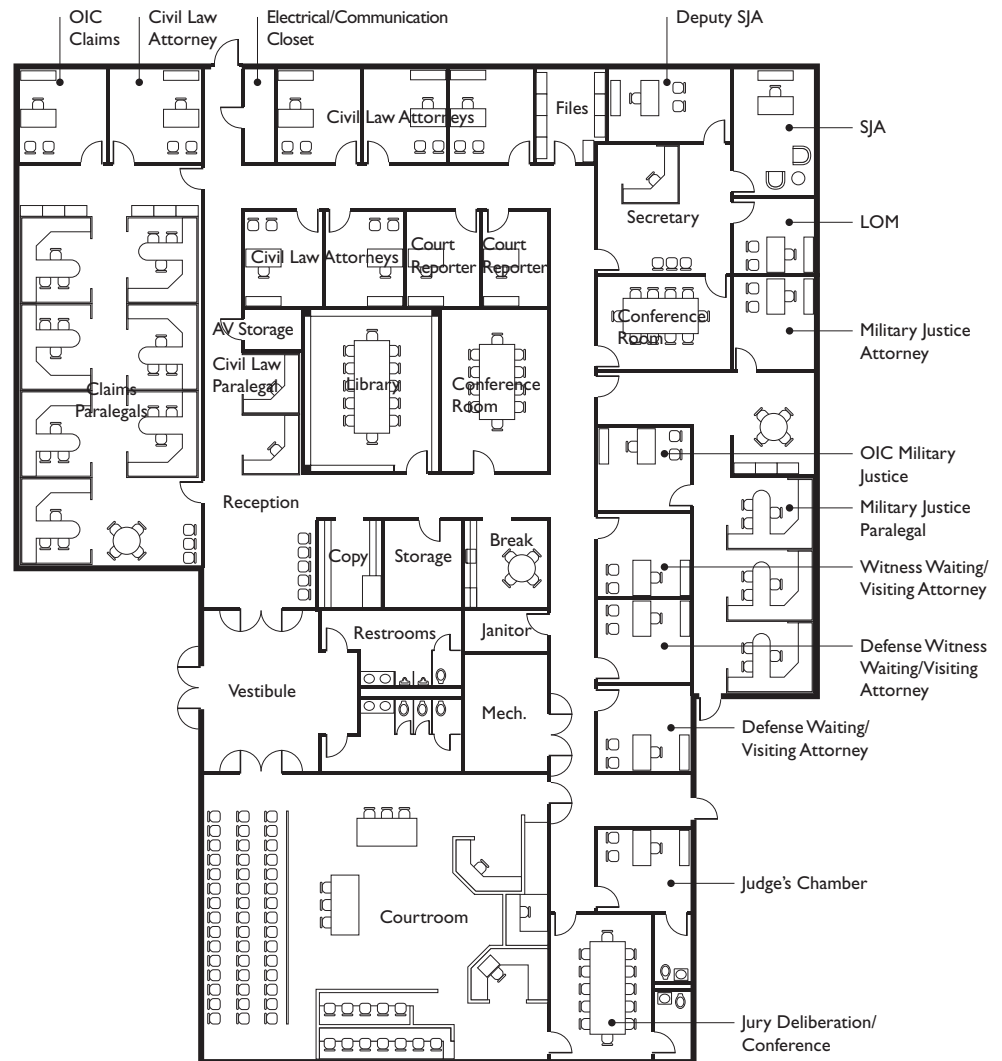 OIC
Claims
Civil Law
Attorney
Electrical/Communication
Closet
Deputy SJA
Civil Law Attorneys
Files
SJA
Secretary
LOM
Civil Law Attorneys
Court
Reporter
Court
Reporter
Conference
Room
Military Justice
Attorney
AV Storage
Civil Law
Paralegal
Library
Conference
Room
Claims
Paralegals
OIC Military
Justice
Reception
Military Justice
Paralegal
Copy
Storage
Break
Witness Waiting/
Visiting Attorney
Restrooms
Janitor
Defense Witness
Waiting/Visiting
Attorney
Vestibule
Mech.
Defense Waiting/
Visiting Attorney
Judge's Chamber
Courtroom
Jury Deliberation/
Conference